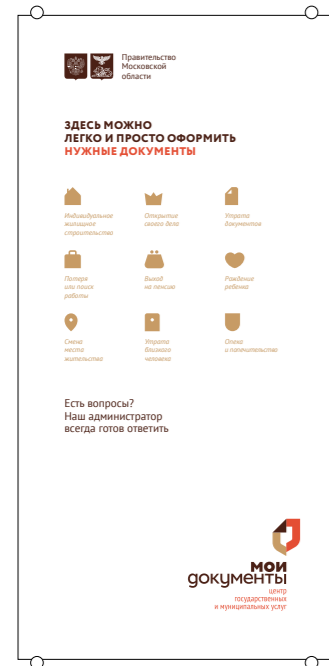 Правительство
Московской
области
ЗДЕСЬ МОЖНО
ЛЕГКО И ПРОСТО ОФОРМИТЬ
НУЖНЫЕ ДОКУМЕНТЫ
Индивидуальное
жилищное
строительство
Открытие
своего дела
Утрата
документов
Потеря
или поиск
работы
Выход
на пенсию
Рождение
ребенка
Смена
места
жительства
Утрата
близкого
человека
Опека
и попечительство
Есть вопросы?
Наш администратор
всегда готов ответить
мои
документы
центр
государственных
и муниципальных услуг